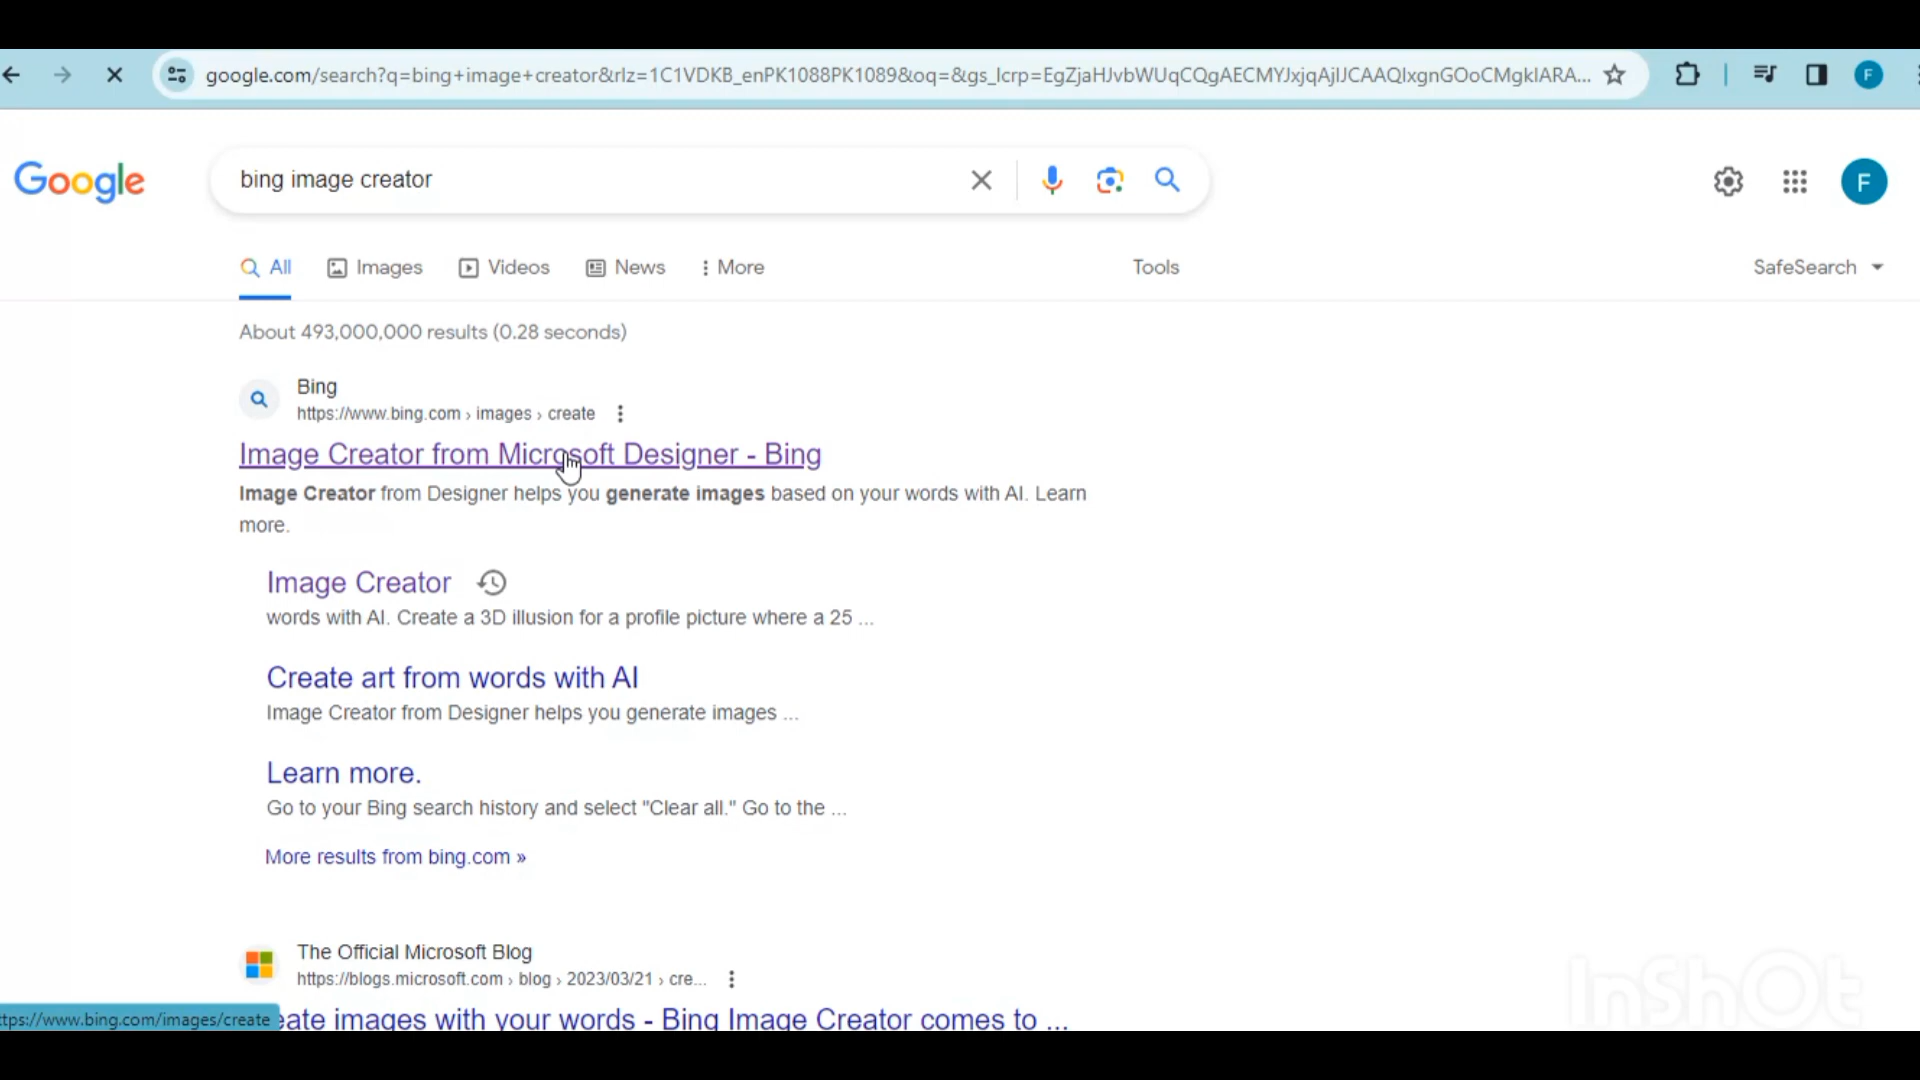 google.com/search?q=bing+image+creator&rlz=1C1VDKB_enPK1088PK1089&oq=&gs_lcrp=EgZjaHJvbWUqCQgAECMYJxjqAjIJCAAQIxgnGOoCMgkIARA...
F
Google
bing image creator
F
All
Images
Videos
News
More
Tools
SafeSearch
About 493,000,000 results (0.28 seconds)
Bing
https://www.bing.com › images › create
Image Creator from Microsoft Designer - Bing
Image Creator from Designer helps you generate images based on your words with AI. Learn
more.
Image Creator
words with AI. Create a 3D illusion for a profile picture where a 25 ...
Create art from words with AI
Image Creator from Designer helps you generate images ...
Learn more.
Go to your Bing search history and select "Clear all." Go to the ...
More results from bing.com »
The Official Microsoft Blog
https://blogs.microsoft.com › blog › 2023/03/21 › cre...
ttps://www.bing.com/images/create
eate images with your words - Bing Image Creator comes to ...
InShOt